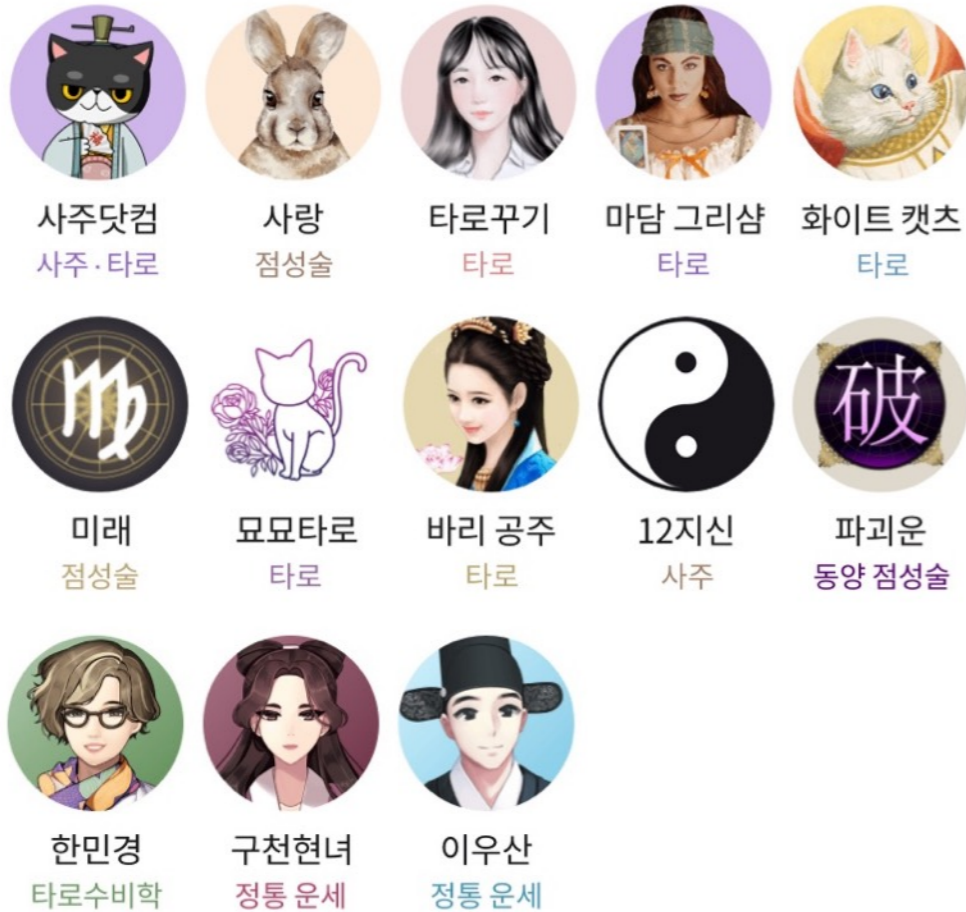 사주닷컴
사주·타로
사랑
점성술
타로꾸기
타로
마담 그리샴
타로
화이트 캣츠
타로
미래
점성술
묘묘타로
타로
바리 공주
타로
12지신
사주
破
파괴운
동양 점성술
한민경
타로수비학
구천현녀
정통 운세
이우산
정통 운세